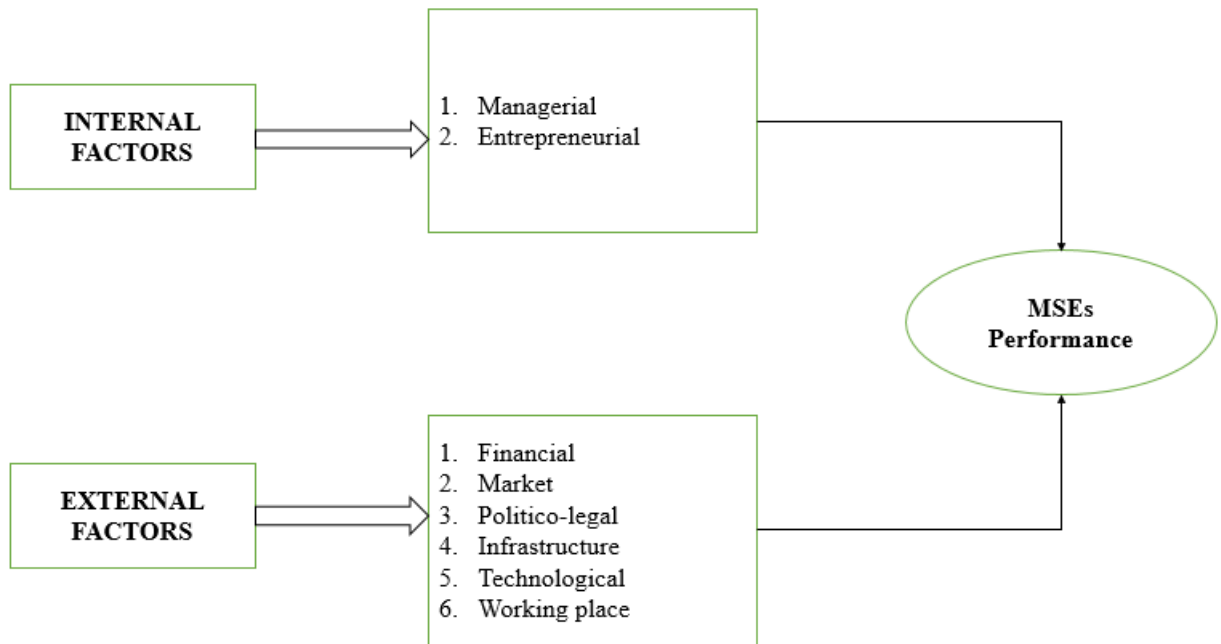 INTERNAL
FACTORS
1. Managerial
2. Entrepreneurial
MSEs
Performance
EXTERNAL
FACTORS
1. Financial
2. Market
3. Politico-legal
4. Infrastructure
5. Technological
6. Working place